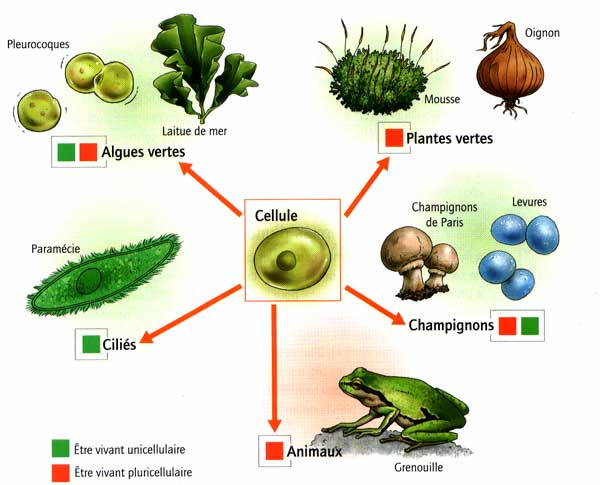 Pleurocoques
Laitue de mer
Algues vertes
Mousse
Oignon
Plantes vertes
Cellule
Paramécie
Ciliés
Champignons
de Paris
Levures
Champignons
Animaux
Grenouille
Être vivant unicellulaire
Être vivant pluricellulaire